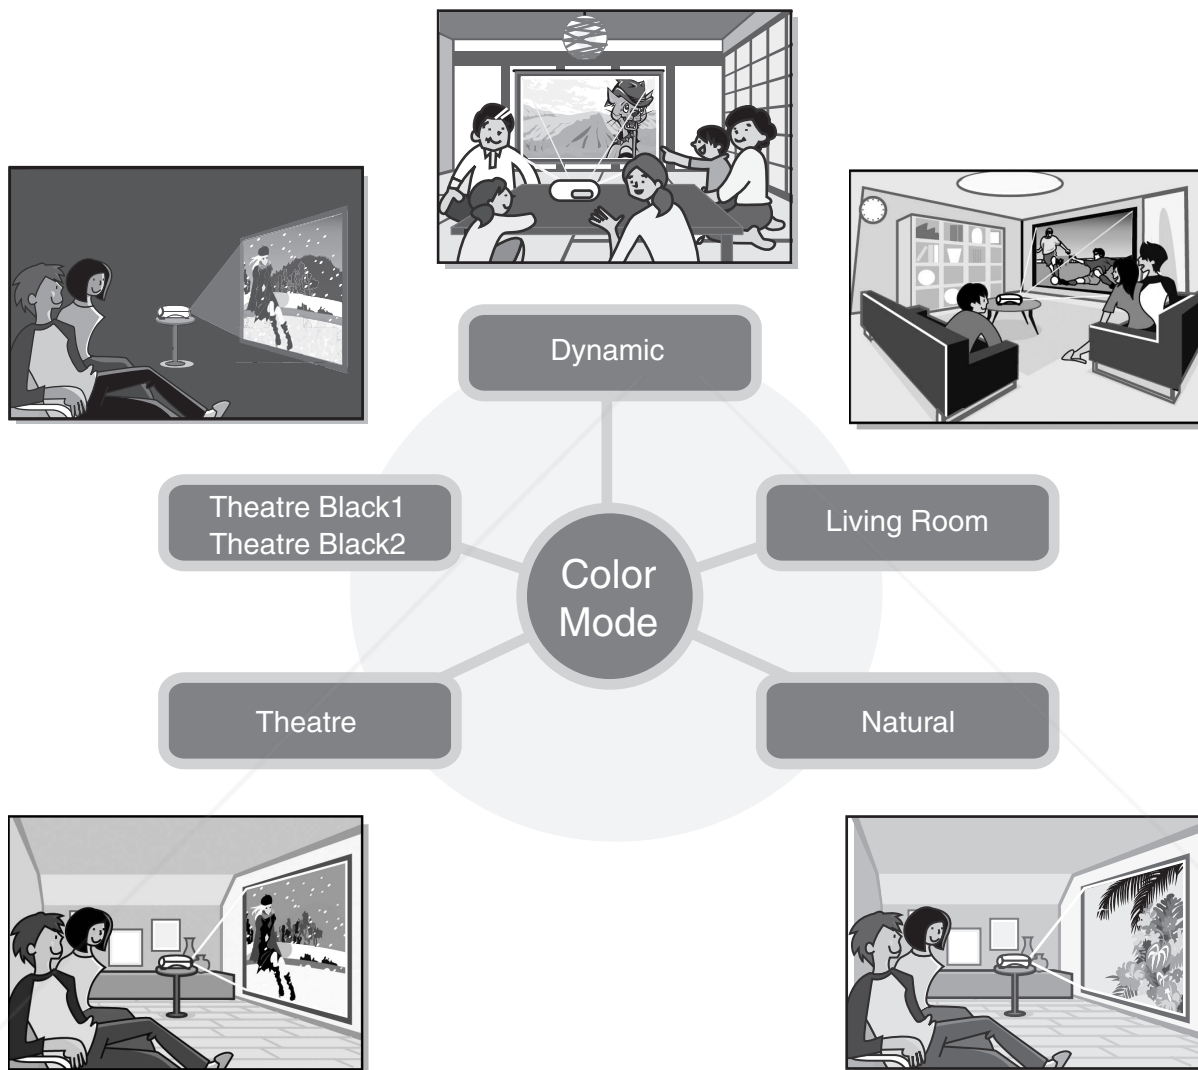 Dynamic
Theatre Black1
Theatre Black2
Living Room
Color
Mode
Theatre
Natural